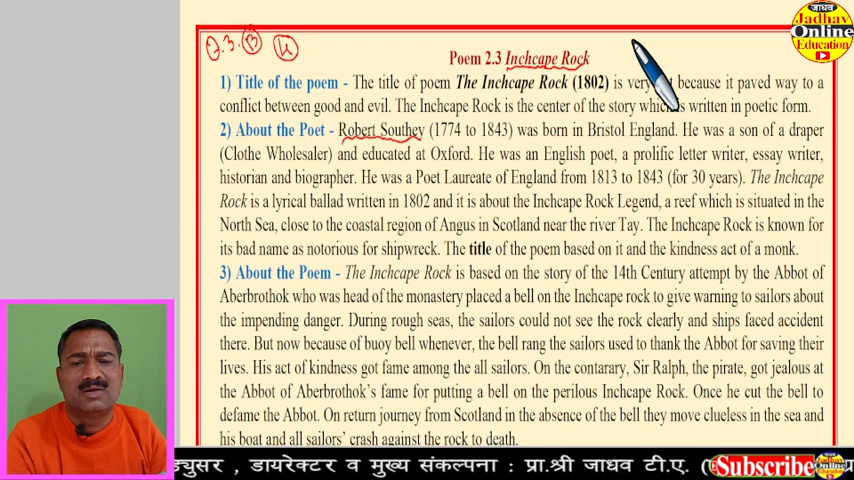 जाधव
Jadhav
Online
Education
Q.3. B 4
Poem 2.3 Inchcape Rock
1) Title of the poem - The title of poem The Inchcape Rock (1802) is very because it paved way to a
conflict between good and evil. The Inchcape Rock is the center of the story which is written in poetic form.
2) About the Poet - Robert Southey (1774 to 1843) was born in Bristol England. He was a son of a draper
(Clothe Wholesaler) and educated at Oxford. He was an English poet, a prolific letter writer, essay writer,
historian and biographer. He was a Poet Laureate of England from 1813 to 1843 (for 30 years). The Inchcape
Rock is a lyrical ballad written in 1802 and it is about the Inchcape Rock Legend, a reef which is situated in the
North Sea, close to the coastal region of Angus in Scotland near the river Tay. The Inchcape Rock is known for
its bad name as notorious for shipwreck. The title of the poem based on it and the kindness act of a monk.
3) About the Poem - The Inchcape Rock is based on the story of the 14th Century attempt by the Abbot of
Aberbrothok who was head of the monastery placed a bell on the Inchcape rock to give warning to sailors about
the impending danger. During rough seas, the sailors could not see the rock clearly and ships faced accident
there. But now because of buoy bell whenever, the bell rang the sailors used to thank the Abbot for saving their
lives. His act of kindness got fame among the all sailors. On the contarary, Sir Ralph, the pirate, got jealous at
the Abbot of Aberbrothok's fame for putting a bell on the perilous Inchcape Rock. Once he cut the bell to
defame the Abbot. On return journey from Scotland in the absence of the bell they move clueless in the sea and
his boat and all sailors' crash against the rock to death.
ड्युसर , डायरेक्टर व मुख्य संकल्पना : प्रा.श्री जाधव टी.ए. Subscribe Jadhav Online Education